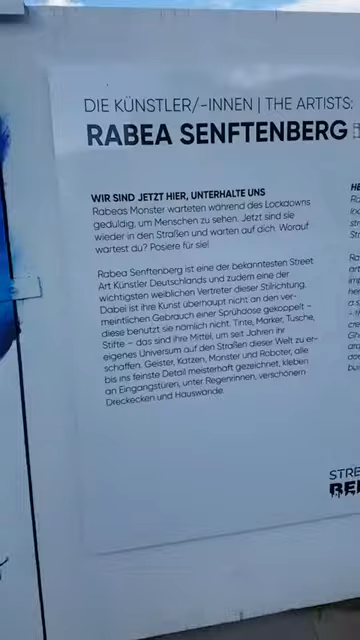 DIE KÜNSTLER/-INNEN | THE ARTISTS:
RABEA SENFTENBERG
WIR SIND JETZT HIER, UNTERHALTE UNS
Rabeas Monster warteten während des Lockdowns
geduldig, um Menschen zu sehen. Jetzt sind sie
wieder in den Straßen und warten auf dich. Worauf
wartest du? Posiere für sie!
Rabea Senftenberg ist eine der bekanntesten Street
Art Künstler Deutschlands und zudem eine der
wichtigsten weiblichen Vertreter dieser Stilrichtung.
Dabei ist ihre Kunst überhaupt nicht an den ver-
meintlichen Gebrauch einer Sprühdose gekoppelt –
diese benutzt sie nämlich nicht. Tinte, Marker, Tusche,
Stifte – das sind ihre Mittel, um seit Jahren ihr
eigenes Universum auf den Straßen dieser Welt zu er-
schaffen. Geister, Katzen, Monster und Roboter, alle
bis ins feinste Detail meisterhaft gezeichnet, kleben
an Eingangstüren, unter Regenrinnen, verschönern
Dreckecken und Hauswände.
STRE
BER